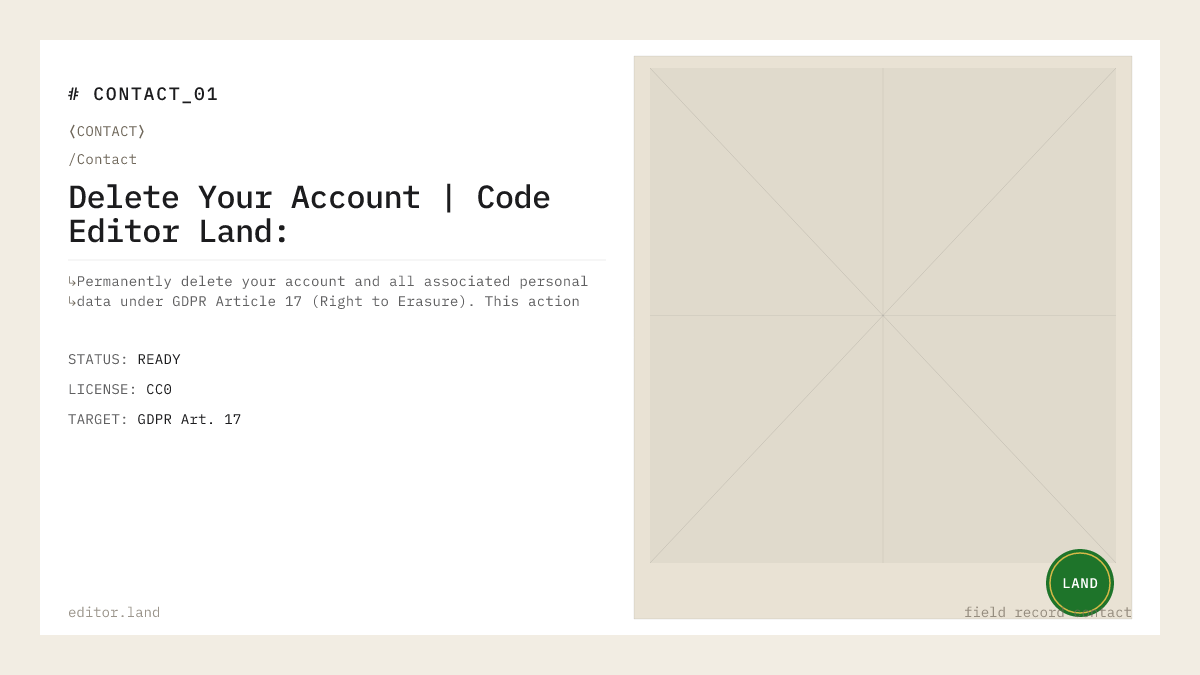 # CONTACT_01
⟨CONTACT⟩
/Contact
Delete Your Account | Code
Editor Land:
↳Permanently delete your account and all associated personal
↳data under GDPR Article 17 (Right to Erasure). This action
STATUS: READY
LICENSE: CC0
TARGET: GDPR Art. 17
LAND
editor.land
field record contact